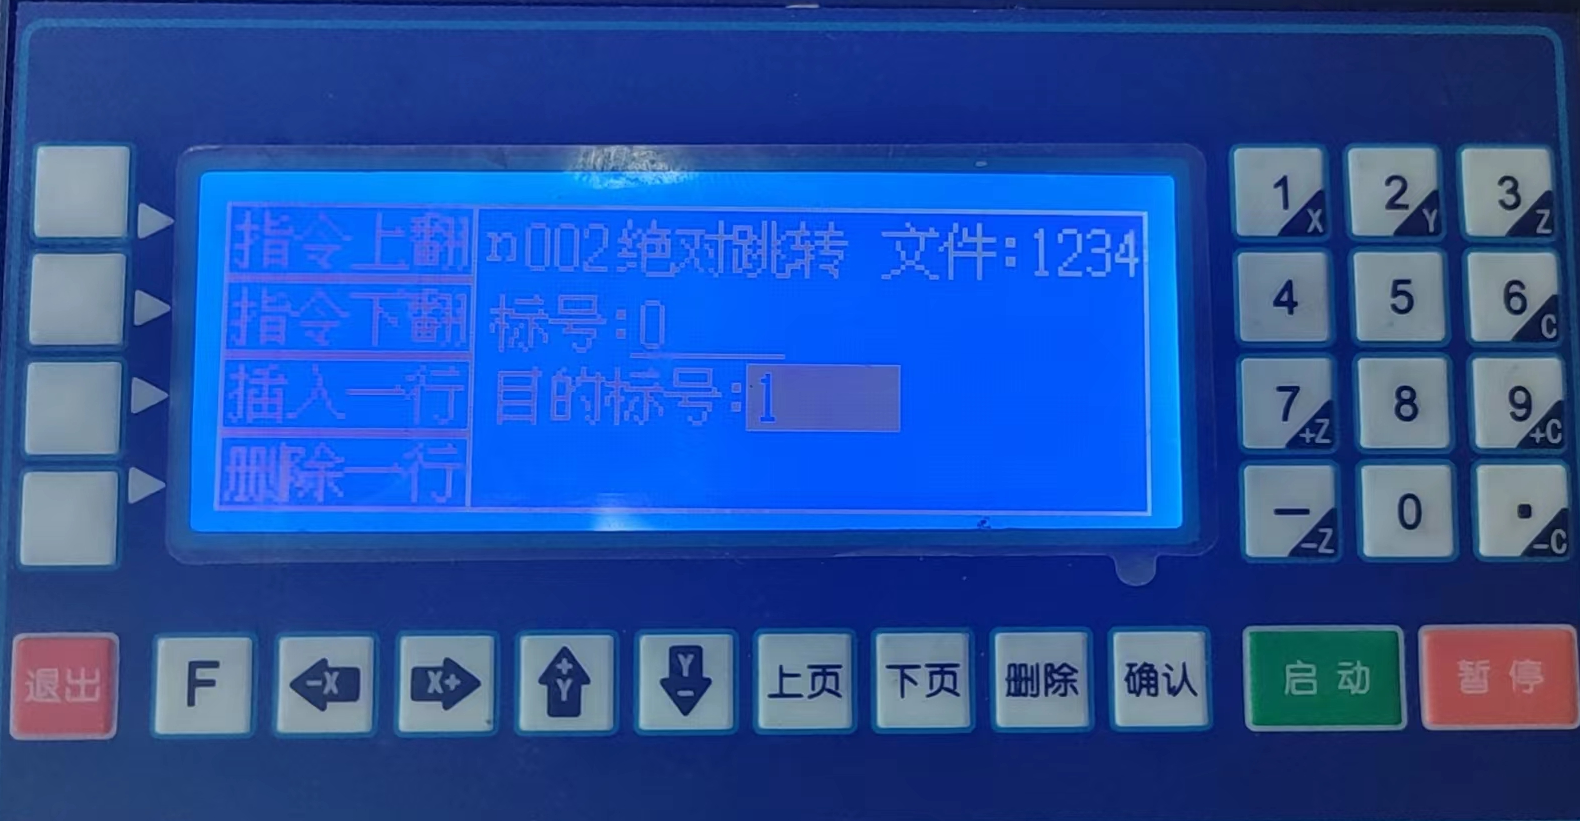 指令上翻
指令下翻
插入一行
删除一行
n002绝对跳转 文件:1234
标号:0
目的标号:1
1 X
2 Y
3 Z
4
5
6 C
7 +Z
8
9 +C
— -Z
0
. -C
退出
F
-X
X+
+Y
Y-
上页
下页
删除
确认
启动
暂停